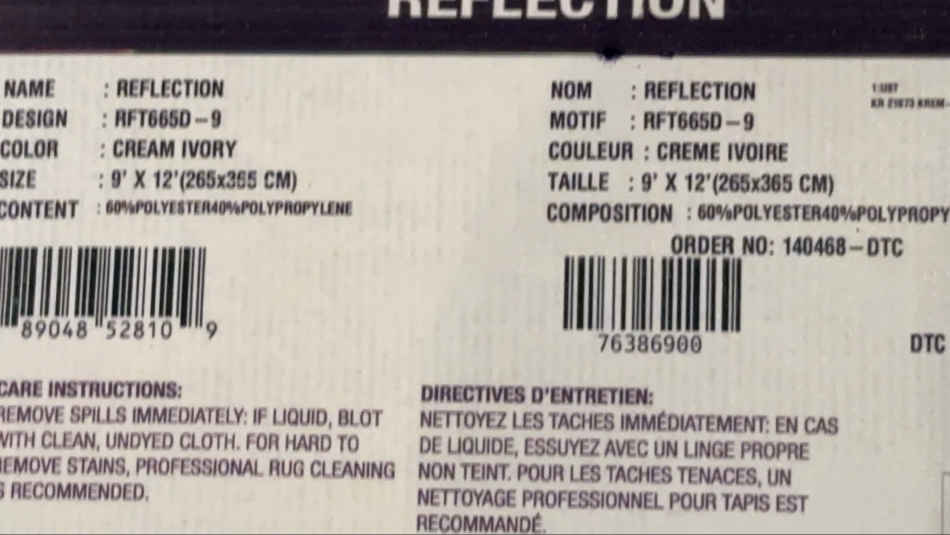 REFLECTION
NAME : REFLECTION
DESIGN : RFT665D – 9
COLOR : CREAM IVORY
SIZE : 9' X 12'(265x365 CM)
CONTENT : 60%POLYESTER40%POLYPROPYLENE
89048 52810 9
CARE INSTRUCTIONS:
REMOVE SPILLS IMMEDIATELY: IF LIQUID, BLOT
WITH CLEAN, UNDYED CLOTH. FOR HARD TO
REMOVE STAINS, PROFESSIONAL RUG CLEANING
S RECOMMENDED.
NOM : REFLECTION
MOTIF : RFT665D – 9
COULEUR : CREME IVOIRE
TAILLE : 9' X 12'(265x365 CM)
COMPOSITION : 60%POLYESTER40%POLYPROPY
ORDER NO: 140468 – DTC
76386900
DTC
DIRECTIVES D'ENTRETIEN:
NETTOYEZ LES TACHES IMMÉDIATEMENT: EN CAS
DE LIQUIDE, ESSUYEZ AVEC UN LINGE PROPRE
NON TEINT. POUR LES TACHES TENACES, UN
NETTOYAGE PROFESSIONNEL POUR TAPIS EST
RECOMMANDÉ.